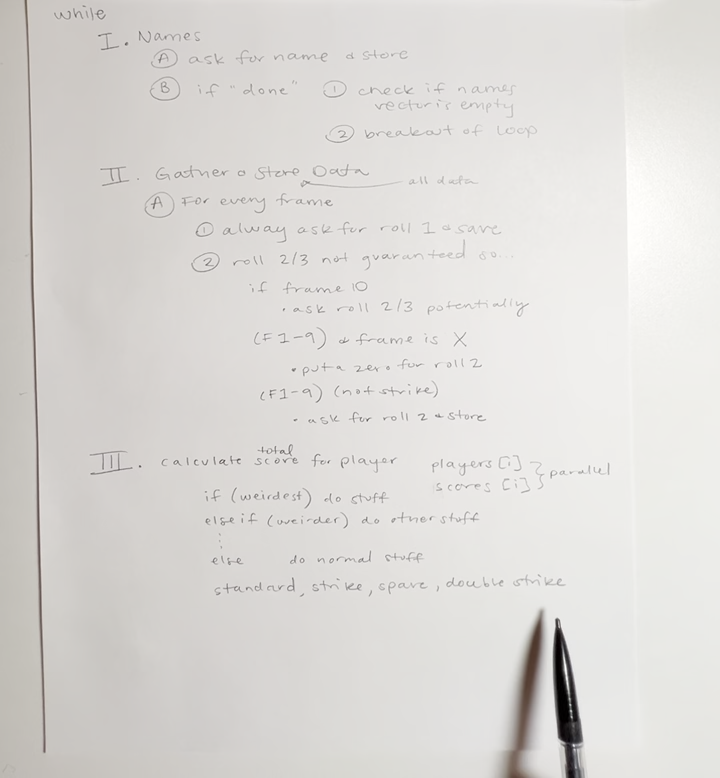 while
I. Names
(A) ask for name & store
(B) if "done" (1) check if names
vector is empty
(2) breakout of loop
II. Gather & Store Data
all data
(A) For every frame
(1) alway ask for roll 1 & save
(2) roll 2/3 not guaranteed so...
if frame 10
• ask roll 2/3 potentially
(F1-9) & frame is X
• put a zero for roll 2
(F1-9) (not strike)
• ask for roll 2 & store
III. calculate total score for player players [i] } parallel
scores [i]
if (weirdest) do stuff
else if (weirder) do other stuff
⋮
else do normal stuff
standard, strike, spare, double strike